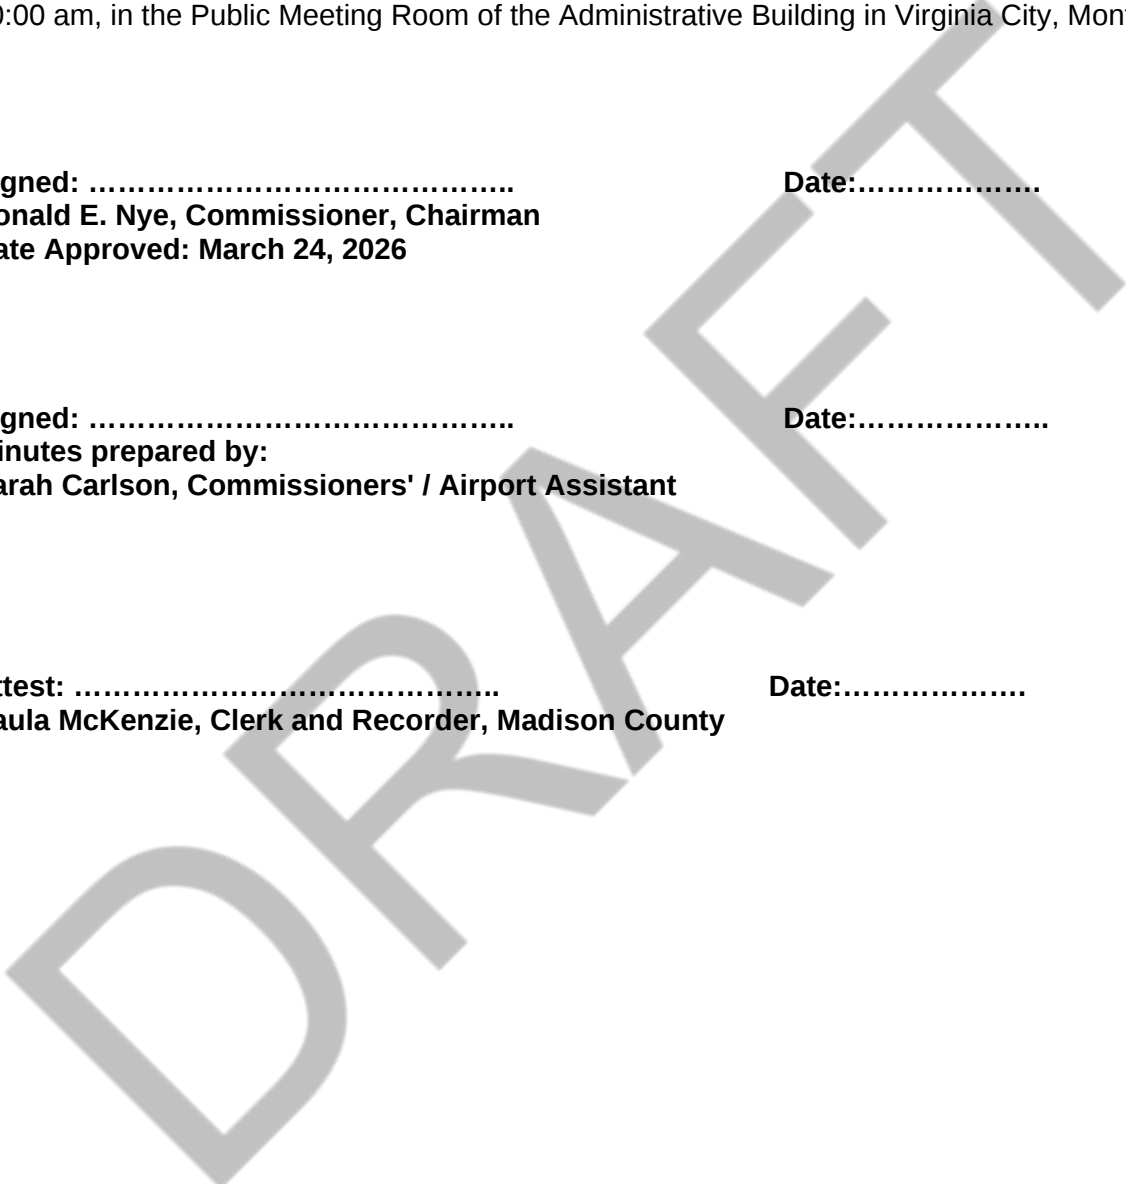 :00 am, in the Public Meeting Room of the Administrative Building in Virginia City, Mon
gned: ………………………………….. Date:……………….
onald E. Nye, Commissioner, Chairman
ate Approved: March 24, 2026
gned: ………………………………….. Date:………………..
inutes prepared by:
arah Carlson, Commissioners' / Airport Assistant
ttest: ………………………………….. Date:……………….
aula McKenzie, Clerk and Recorder, Madison County
DRAFT